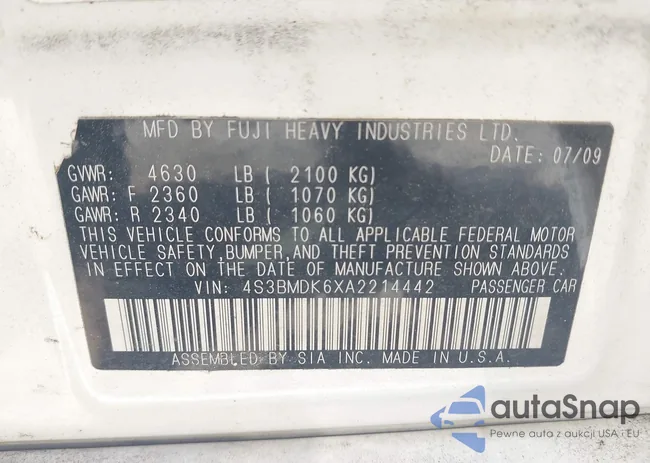 MFD BY FUJI HEAVY INDUSTRIES LTD.
DATE: 07/09
GVWR: 4630 LB ( 2100 KG)
GAWR: F 2360 LB ( 1070 KG)
GAWR: R 2340 LB ( 1060 KG)
THIS VEHICLE CONFORMS TO ALL APPLICABLE FEDERAL MOTOR
VEHICLE SAFETY, BUMPER, AND THEFT PREVENTION STANDARDS
IN EFFECT ON THE DATE OF MANUFACTURE SHOWN ABOVE.
VIN: 4S3BMDK6XA2214442 PASSENGER CAR
ASSEMBLED BY SIA INC. MADE IN U.S.A.
autaSnap
Pewne auta z aukcji USA i EU